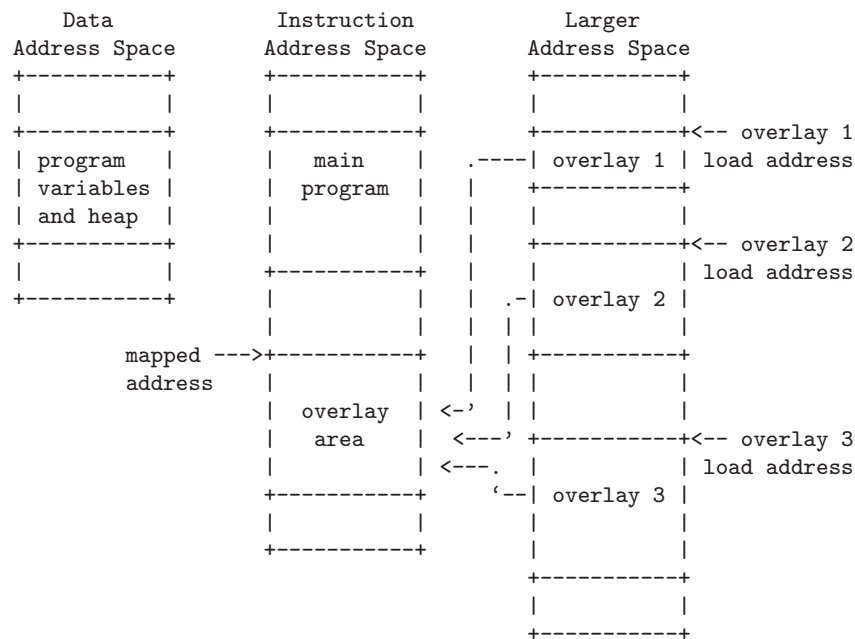 Data             Instruction            Larger
Address Space       Address Space        Address Space
+-----------+       +-----------+        +-----------+
|           |       |           |        |           |
+-----------+       +-----------+        +-----------+<-- overlay 1
| program   |       |   main    |   .----| overlay 1 | load address
| variables |       |  program  |   |    +-----------+
| and heap  |       |           |   |    |           |
+-----------+       |           |   |    +-----------+<-- overlay 2
|           |       +-----------+   |    |           | load address
+-----------+       |           |   |  .-| overlay 2 |
                    |           |   |  | |           |
         mapped --->+-----------+   |  | +-----------+
         address    |           |   |  | |           |
                    |  overlay  | <-'  | |           |
                    |   area    |  <---' +-----------+<-- overlay 3
                    |           | <---.  |           | load address
                    +-----------+     `--| overlay 3 |
                    |           |        |           |
                    +-----------+        |           |
                                         +-----------+
                                         |           |
                                         +-----------+